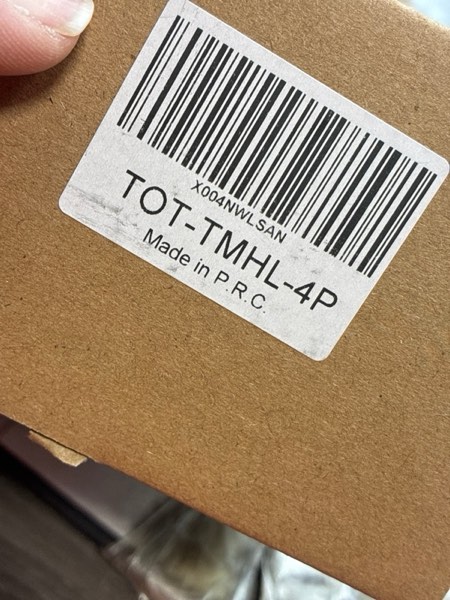 X004NWLSAN
TOT-TMHL-4P
Made in P.R.C.